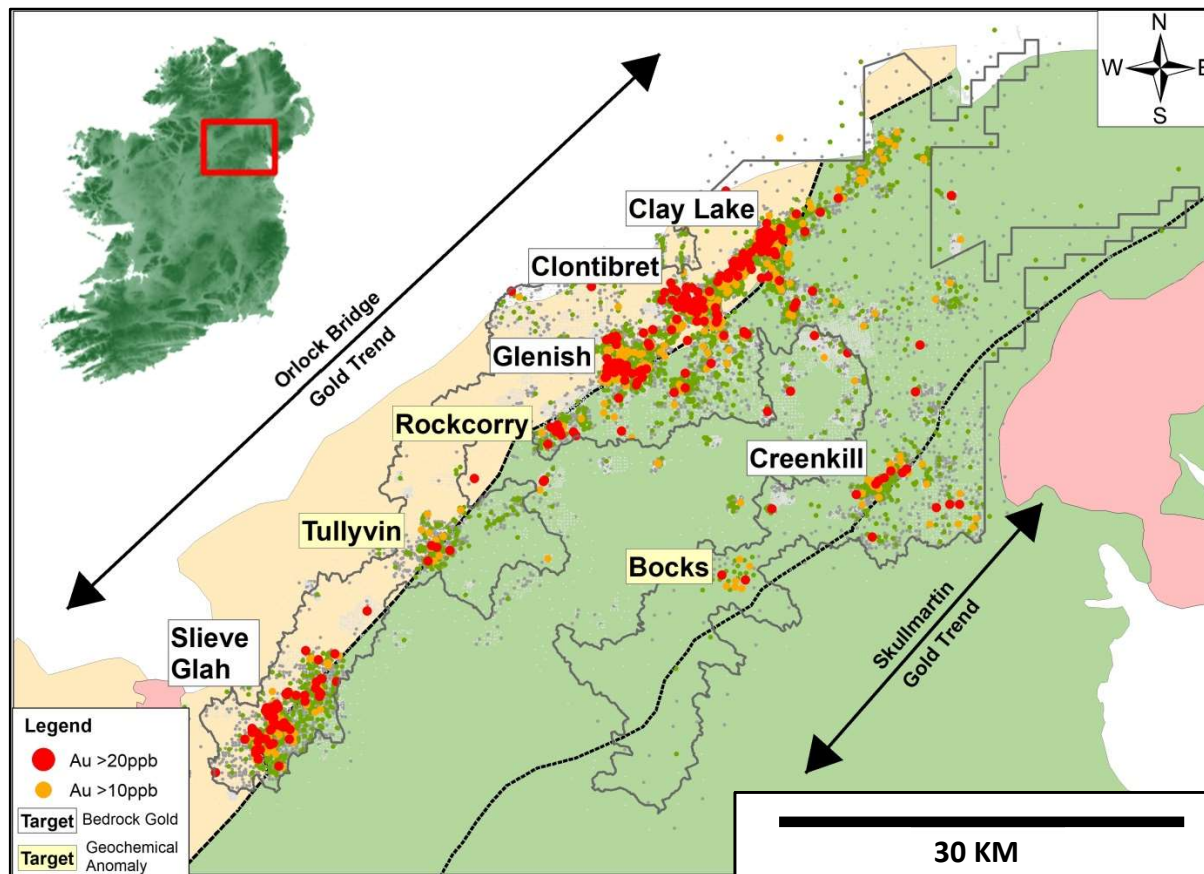 N
W E
S
Orlock Bridge
Gold Trend
Clay Lake
Clontibret
Glenish
Rockcorry
Creenkill
Tullyvin
Bocks
Slieve
Glah
Skullmartin
Gold Trend
Legend
Au >20ppb
Au >10ppb
Target Bedrock Gold
Target Geochemical
Anomaly
30 KM